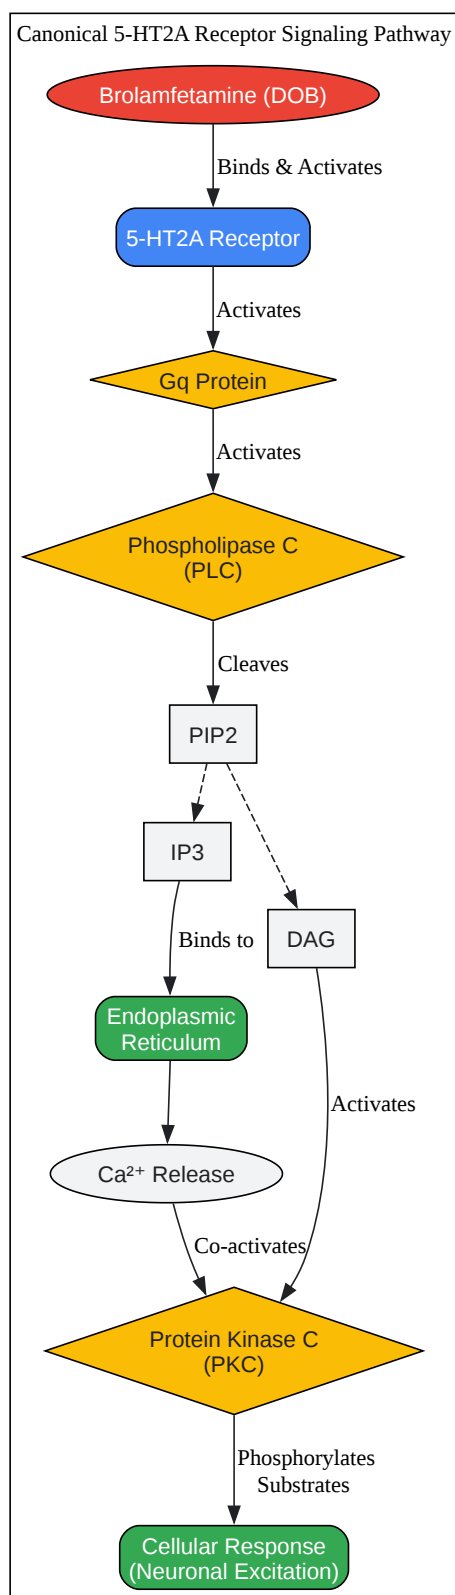 Canonical 5-HT2A Receptor Signaling Pathway
Brolamfetamine (DOB)
Binds & Activates
5-HT2A Receptor
Activates
Gq Protein
Activates
Phospholipase C
(PLC)
Cleaves
PIP2
IP3
DAG
Binds to
Endoplasmic
Reticulum
Activates
Ca²⁺ Release
Co-activates
Protein Kinase C
(PKC)
Phosphorylates
Substrates
Cellular Response
(Neuronal Excitation)